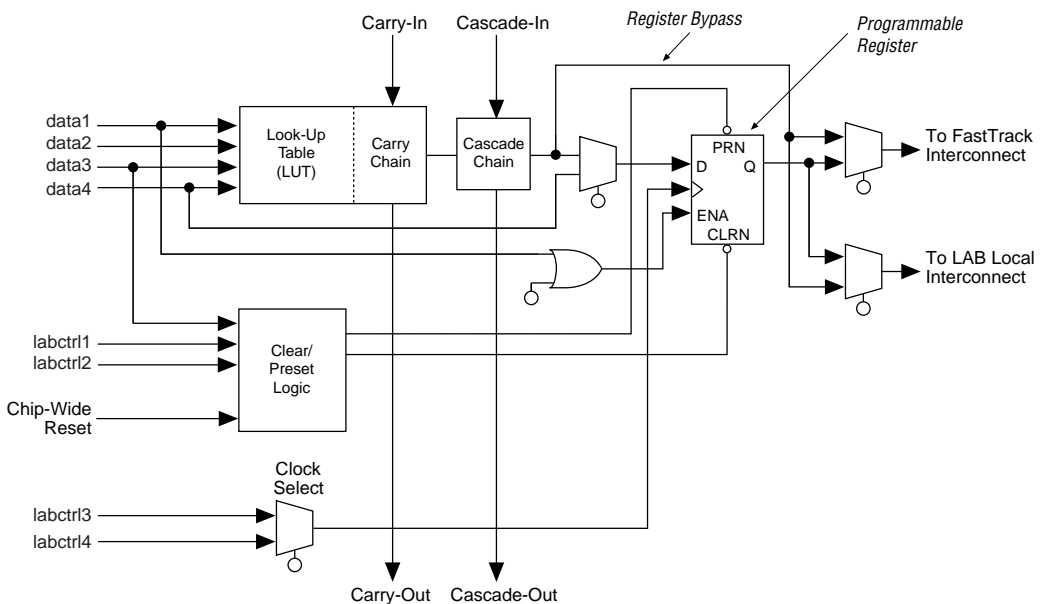 Carry-In
Cascade-In
Register Bypass
Programmable
Register
data1
data2
data3
data4
Look-Up
Table
(LUT)
Carry
Chain
Cascade
Chain
PRN
D
Q
ENA
CLRN
To FastTrack
Interconnect
To LAB Local
Interconnect
labctrl1
labctrl2
Chip-Wide
Reset
Clear/
Preset
Logic
Clock
Select
labctrl3
labctrl4
Carry-Out
Cascade-Out